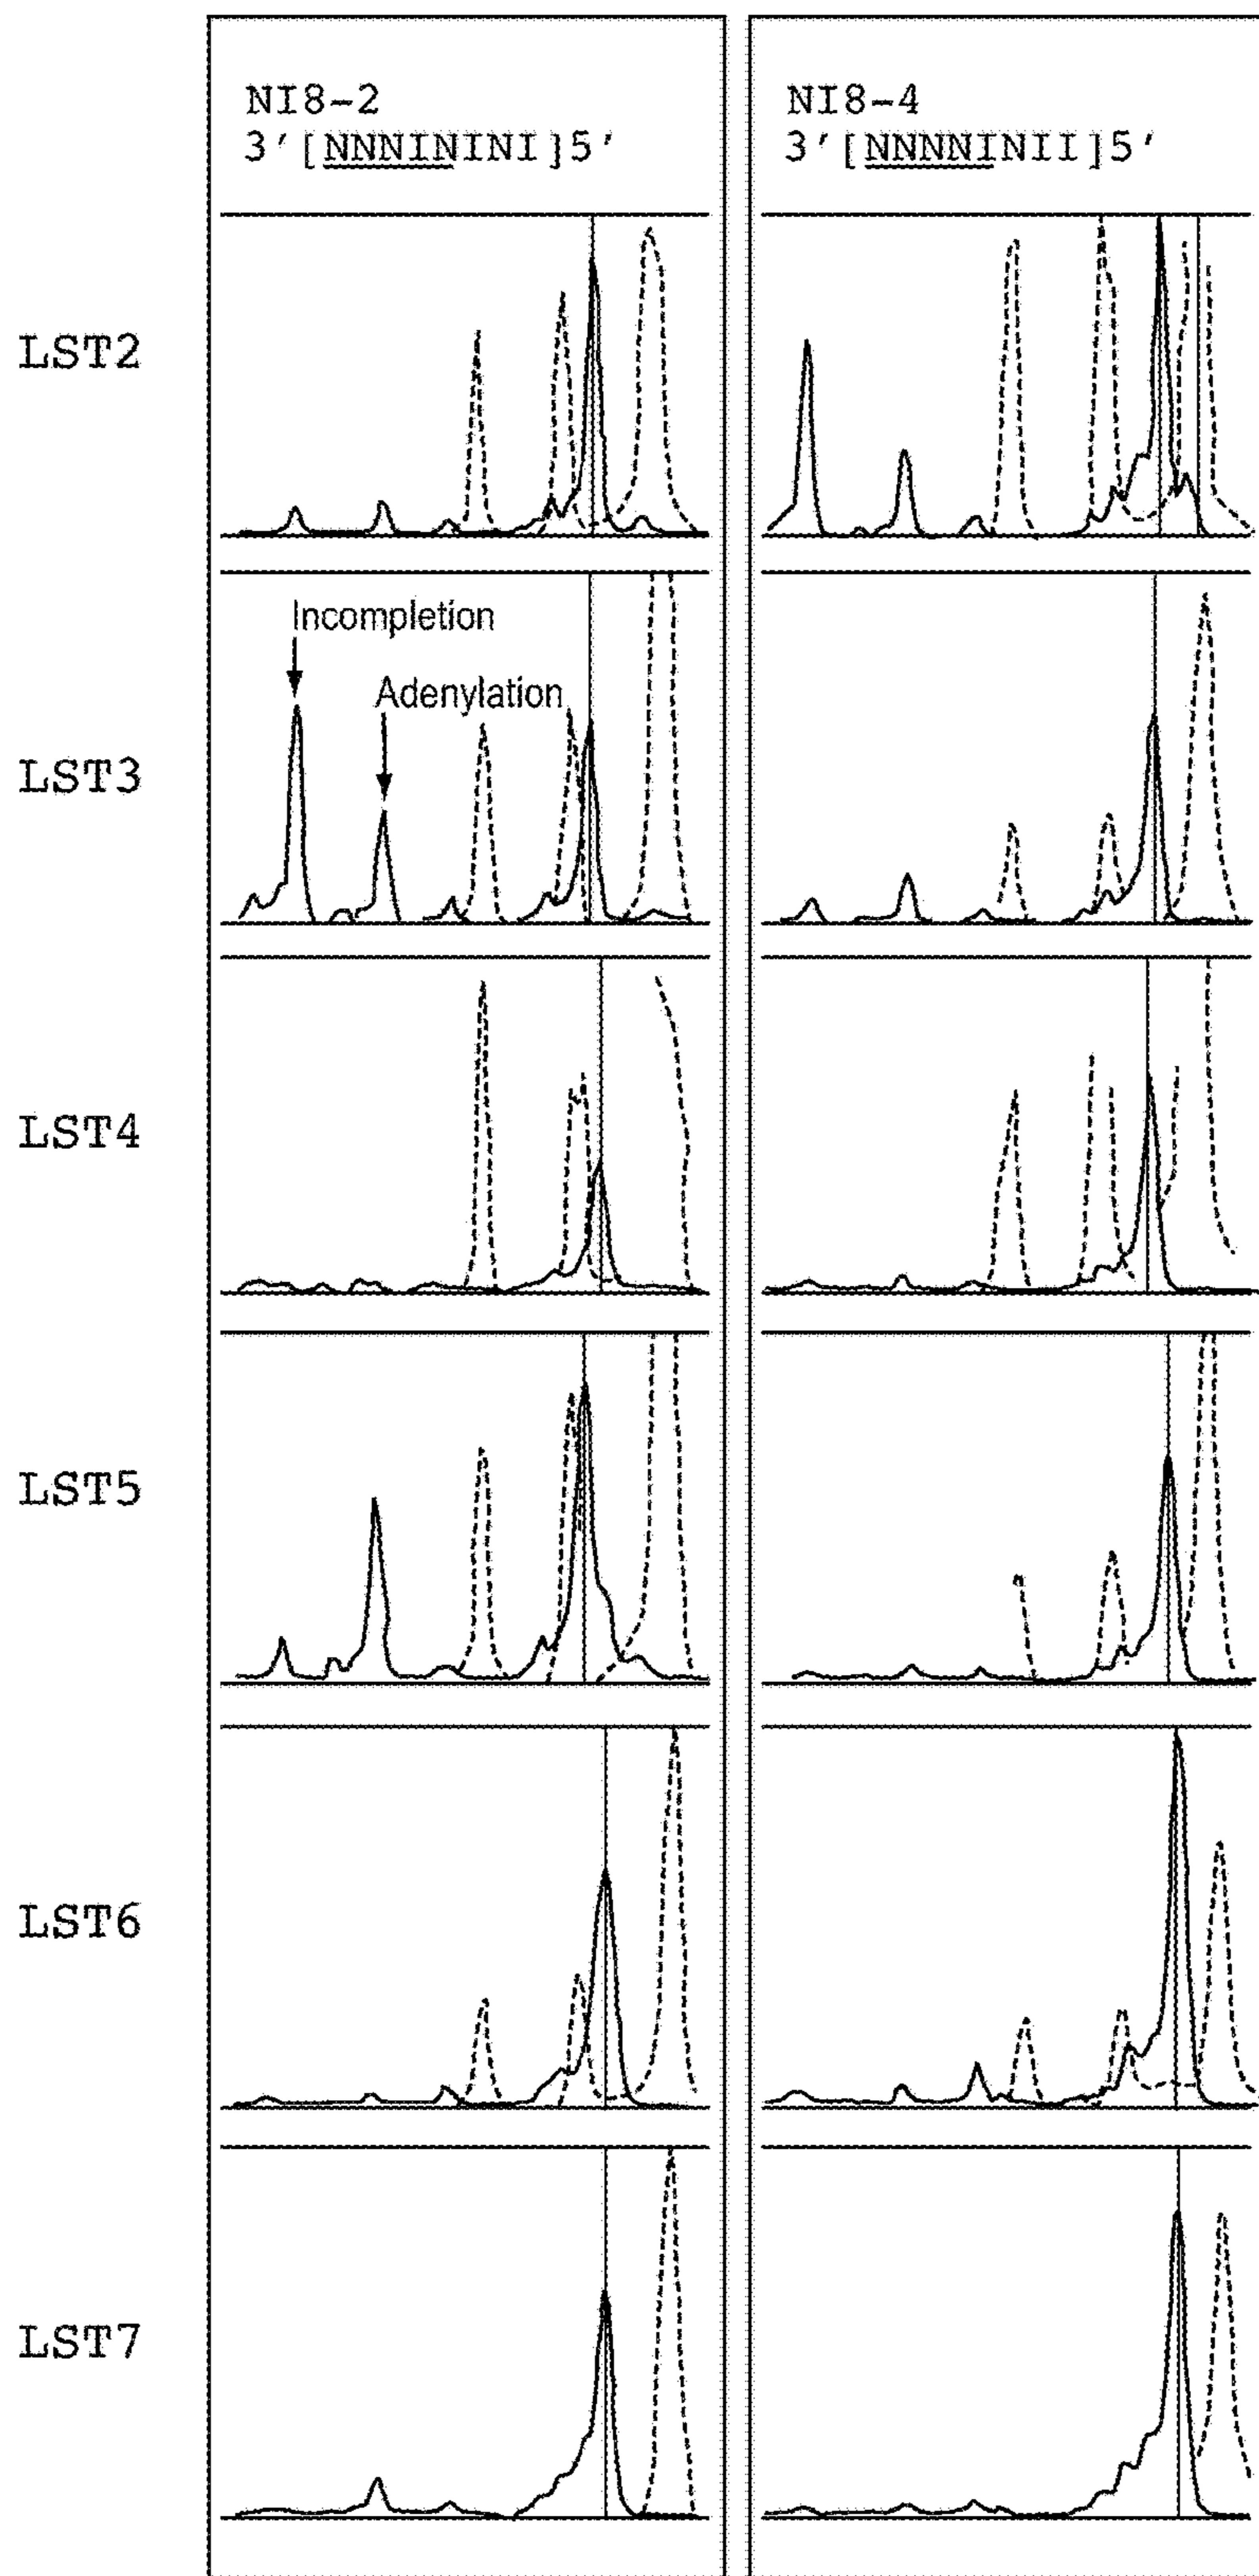 NI8-2
3'[NNNININI]5'
NI8-4
3'[NNNNINII]5'
LST2
LST3
Incompletion
Adenylation
LST4
LST5
LST6
LST7